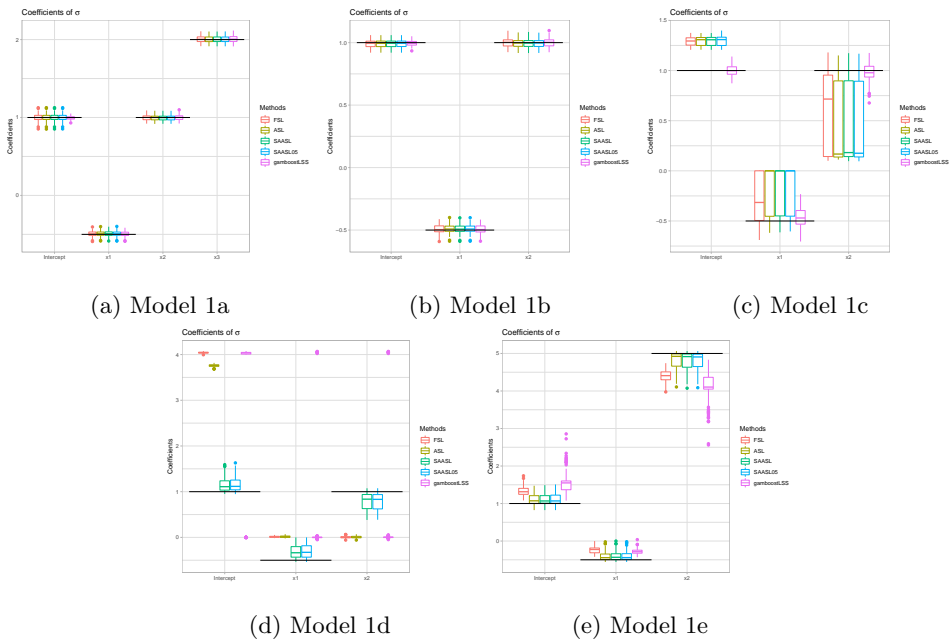 Coefficients of σ
Coefficients
2
1
0
Intercept
x1
x2
x3
Methods
FSL
ASL
SAASL
SAASL05
gamboostLSS
(a) Model 1a
Coefficients of σ
Coefficients
1.0
0.5
0.0
−0.5
Intercept
x1
x2
Methods
FSL
ASL
SAASL
SAASL05
gamboostLSS
(b) Model 1b
Coefficients of σ
Coefficients
1.5
1.0
0.5
0.0
−0.5
Intercept
x1
x2
Methods
FSL
ASL
SAASL
SAASL05
gamboostLSS
(c) Model 1c
Coefficients of σ
Coefficients
4
3
2
1
0
Intercept
x1
x2
Methods
FSL
ASL
SAASL
SAASL05
gamboostLSS
(d) Model 1d
Coefficients of σ
Coefficients
5
4
3
2
1
0
Intercept
x1
x2
Methods
FSL
ASL
SAASL
SAASL05
gamboostLSS
(e) Model 1e